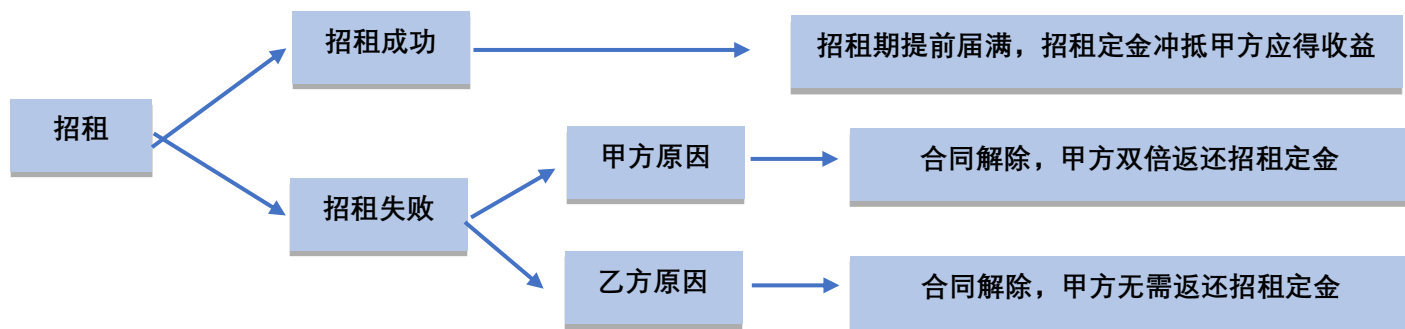 招租成功
招租期提前届满，招租定金冲抵甲方应得收益
招租
甲方原因
合同解除，甲方双倍返还招租定金
招租失败
乙方原因
合同解除，甲方无需返还招租定金